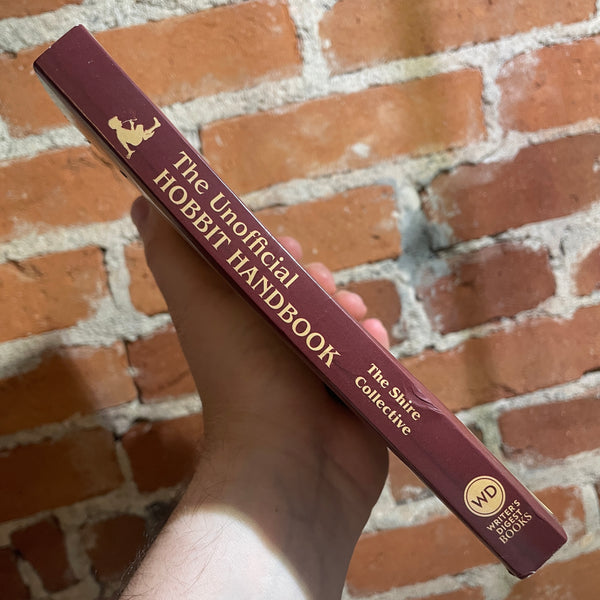 The Unofficial
HOBBIT HANDBOOK
The Shire
Collective
WD
WRITER'S
DIGEST
BOOKS